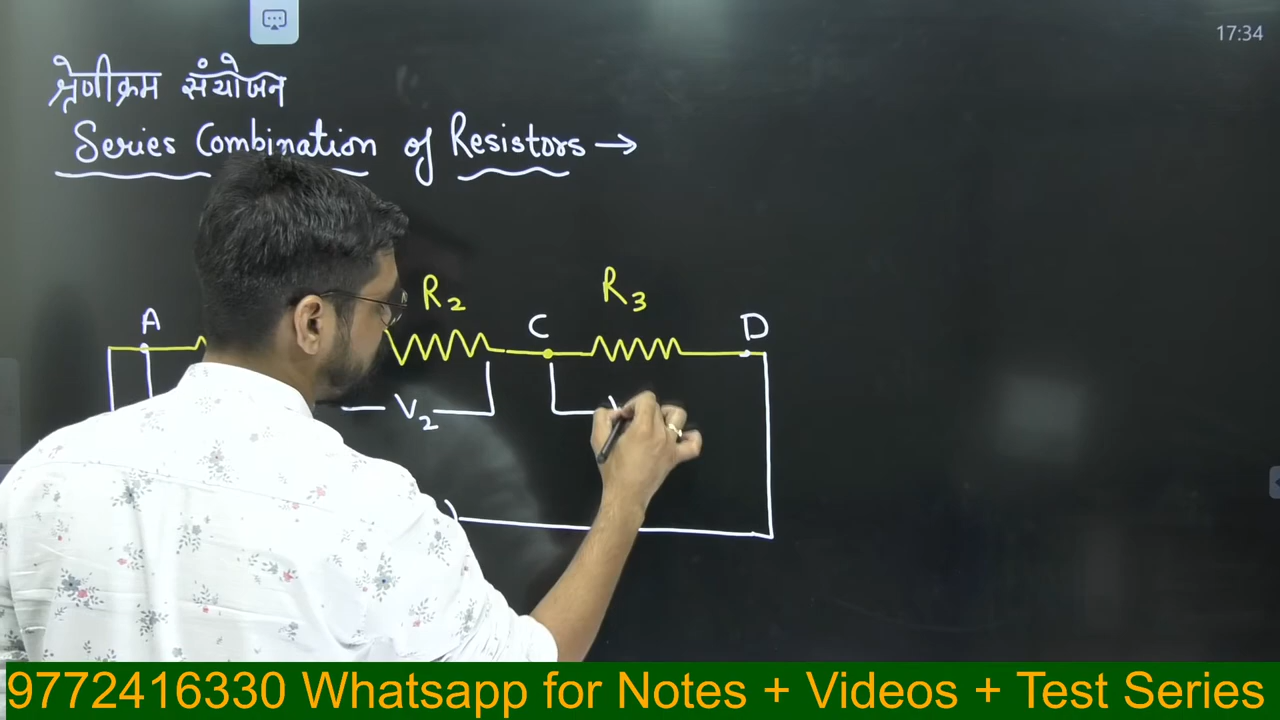 17:34
श्रेणीक्रम संयोजन
Series Combination of Resistors →
R2 R3
A C D
V2
9772416330 Whatsapp for Notes + Videos + Test Series